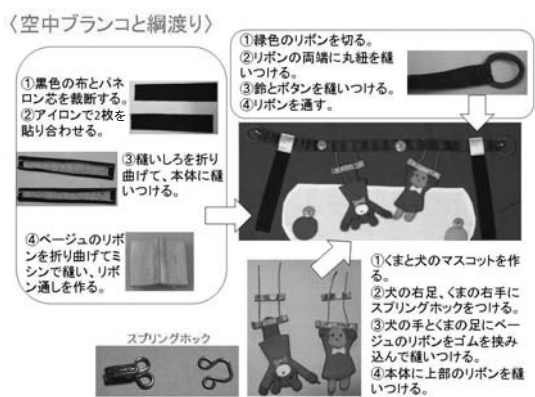 〈空中ブランコと綱渡り〉
①黒色の布とバネ
ロン芯を裁断する。
②アイロンで2枚を
貼り合わせる。
③縫いしろを折り
曲げて、本体に縫
いつける。
④ベージュのリボ
ンを折り曲げてミ
シンで縫い、リボ
ン通しを作る。
①緑色のリボンを切る。
②リボンの両端に丸紐を縫
いつける。
③鈴とボタンを縫いつける。
④リボンを通す。
①くまと犬のマスコットを作
る。
②犬の右足、くまの右手に
スプリングホックをつける。
③犬の手とくまの足にベー
ジュのリボンをゴムを挟み
込んで縫いつける。
④本体に上部のリボンを縫
いつける。
スプリングホック